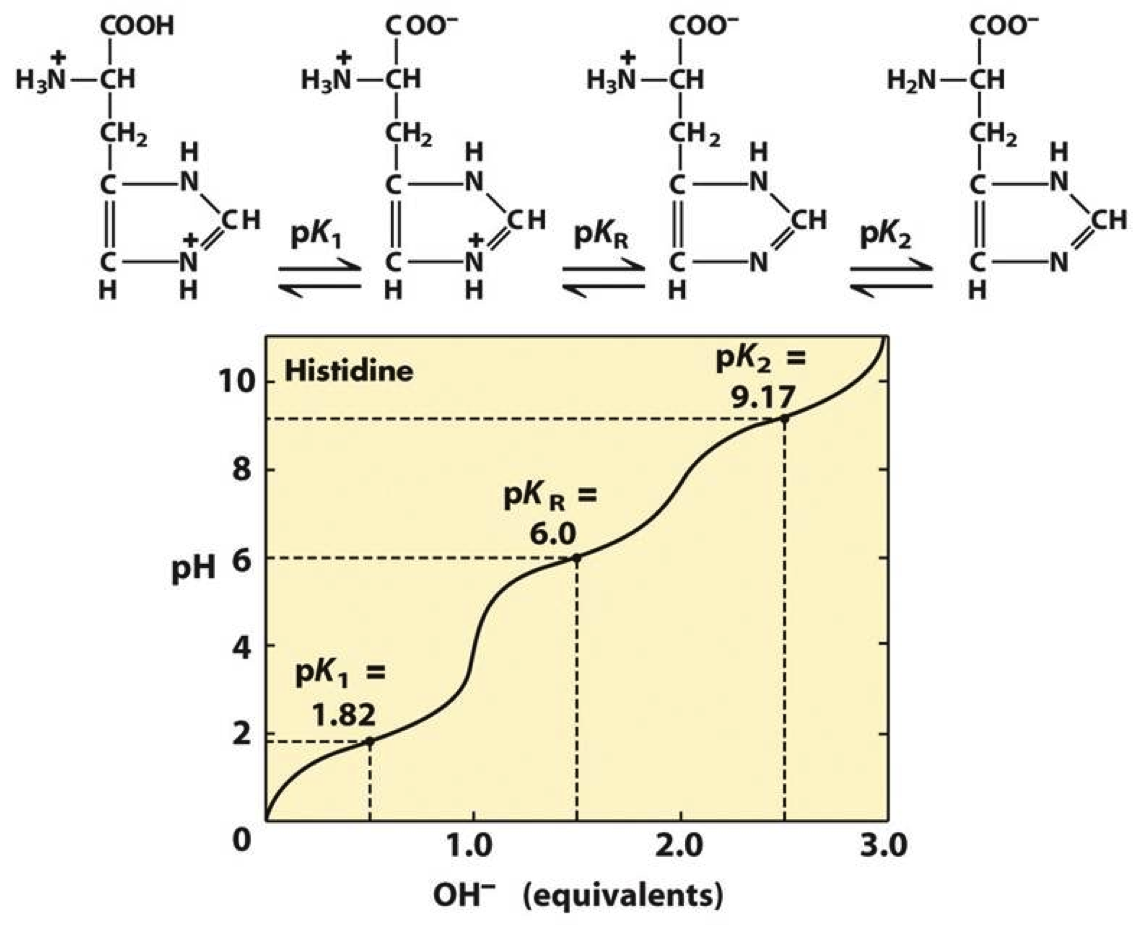 COOH COO⁻ COO⁻ COO⁻
H₃N⁺—CH H₃N⁺—CH H₃N⁺—CH H₂N—CH
CH₂ CH₂ CH₂ CH₂
H H H H
C N C N C N C N
CH CH CH CH
pK₁ pKR pK₂
C N⁺ C N⁺ C N C N
H H H H H H
Histidine
pK₂ =
9.17
pKR =
6.0
pK₁ =
1.82
10
8
6
4
2
0
pH
1.0 2.0 3.0
OH⁻ (equivalents)